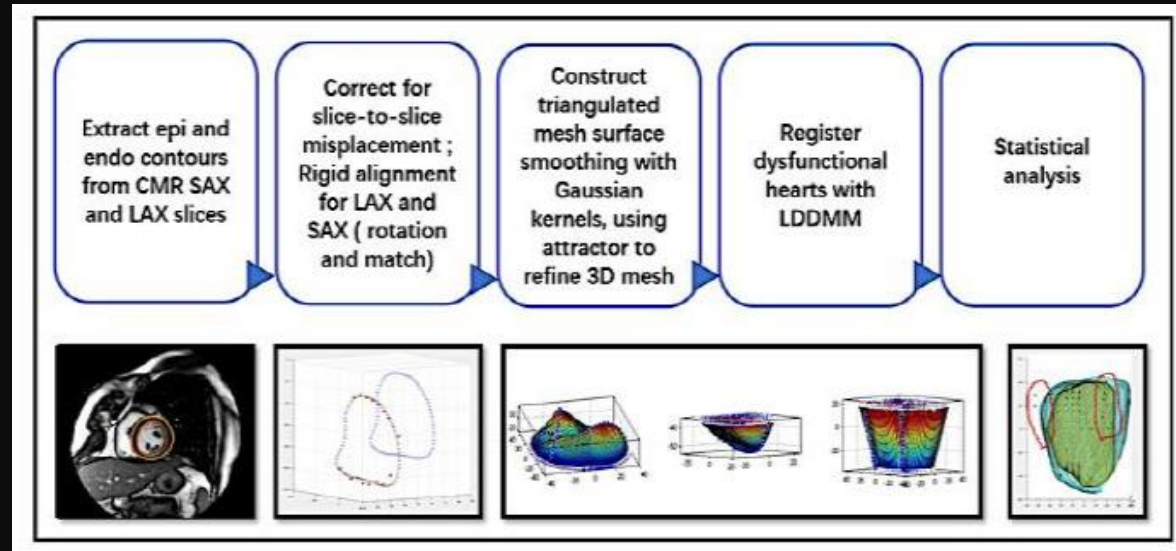 Extract epi and
endo contours
from CMR SAX
and LAX slices
Correct for
slice-to-slice
misplacement ;
Rigid alignment
for LAX and
SAX ( rotation
and match)
Construct
triangulated
mesh surface
smoothing with
Gaussian
kernels, using
attractor to
refine 3D mesh
Register
dysfunctional
hearts with
LDDMM
Statistical
analysis